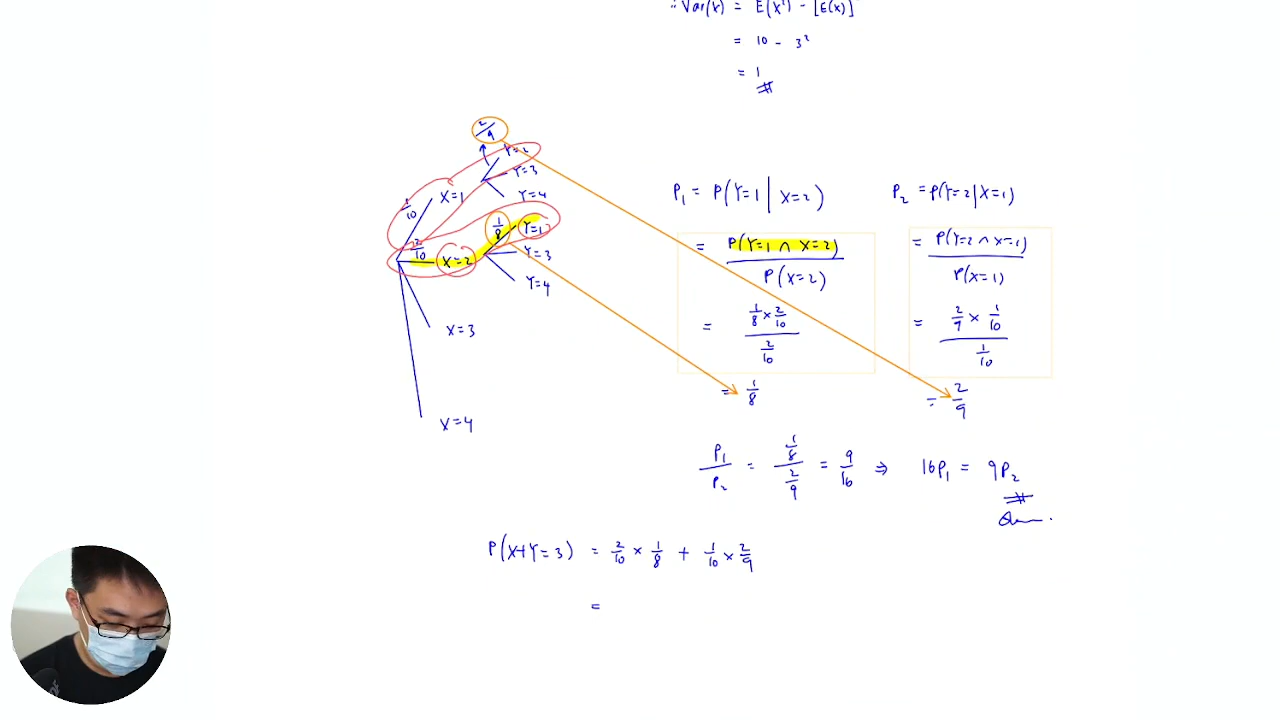 ∴ Var(X) = E(X²) - [E(X)]²
= 10 - 3²
= 1
2/9
Y=2
Y=3
1/10
X=1
Y=4
2/10
1/8
Y=1
X=2
Y=3
Y=4
X=3
X=4
P₁ = P(Y=1 | X=2)
= P(Y=1 ∩ X=2) / P(X=2)
= (1/8 × 2/10) / (2/10)
= 1/8
P₂ = P(Y=2 | X=1)
= P(Y=2 ∩ X=1) / P(X=1)
= (2/9 × 1/10) / (1/10)
= 2/9
P₁/P₂ = (1/8) / (2/9) = 9/16 ⇒ 16P₁ = 9P₂
P(X+Y=3) = 2/10 × 1/8 + 1/10 × 2/9
=